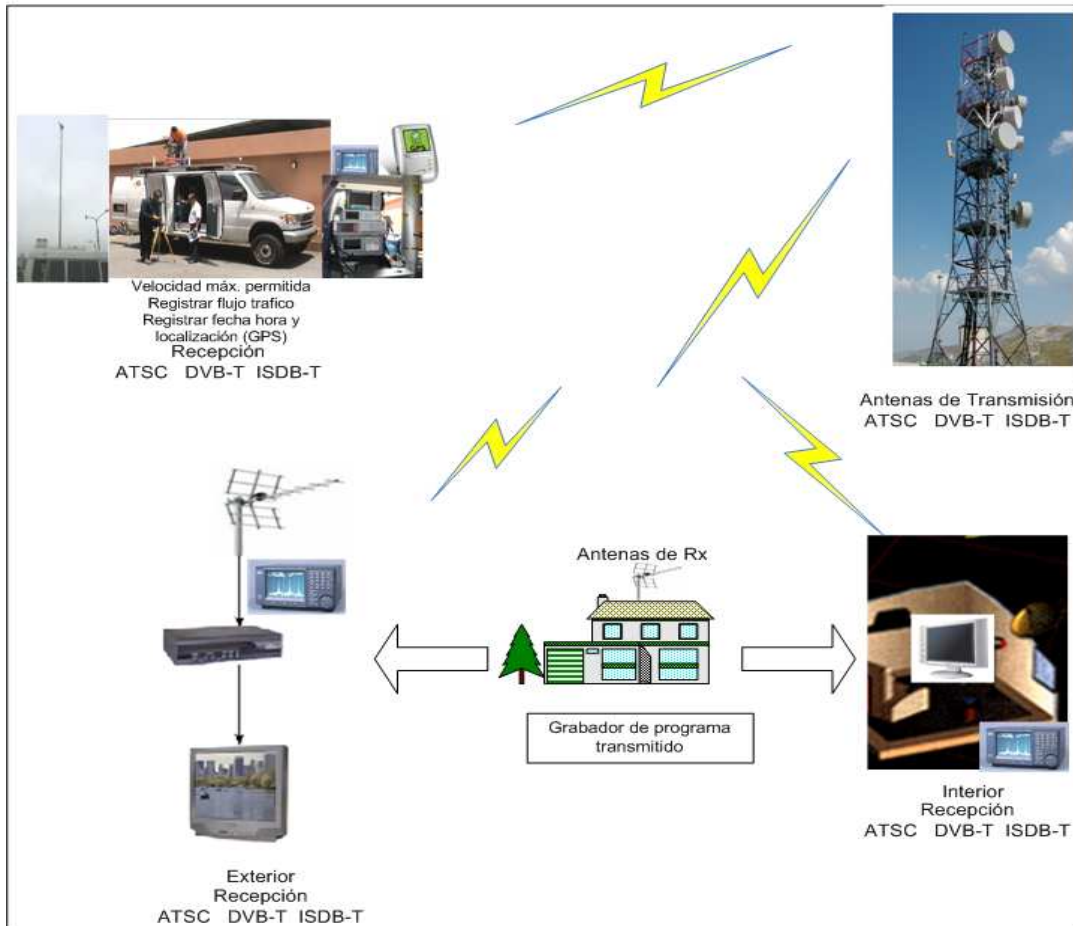 Velocidad máx. permitida
Registrar flujo trafico
Registrar fecha hora y
localización (GPS)
Recepción
ATSC DVB-T ISDB-T
Antenas de Transmisión
ATSC DVB-T ISDB-T
Antenas de Rx
Grabador de programa
transmitido
Interior
Recepción
ATSC DVB-T ISDB-T
Exterior
Recepción
ATSC DVB-T ISDB-T